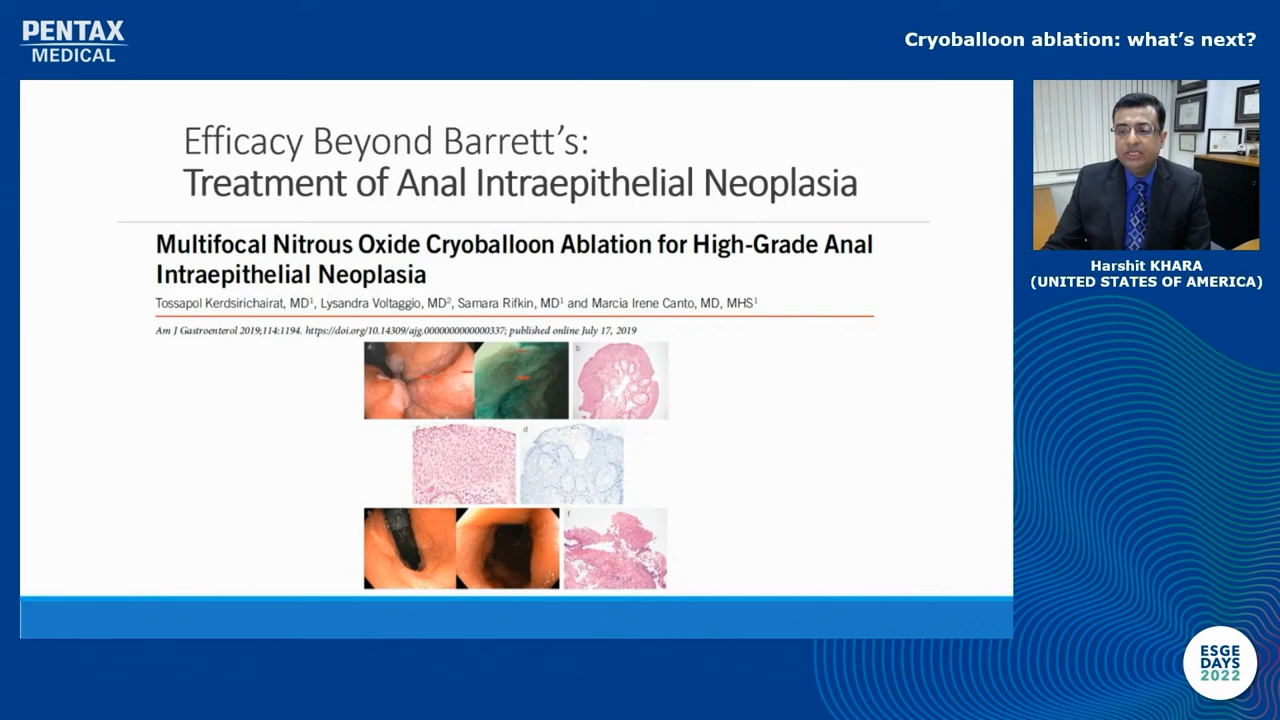 PENTAX
MEDICAL
Cryoballoon ablation: what's next?
Efficacy Beyond Barrett's:
Treatment of Anal Intraepithelial Neoplasia
Multifocal Nitrous Oxide Cryoballoon Ablation for High-Grade Anal
Intraepithelial Neoplasia
Tossapol Kerdsirichairat, MD¹, Lysandra Voltaggio, MD², Samara Rifkin, MD¹ and Marcia Irene Canto, MD, MHS¹
Am J Gastroenterol 2019;114:1194. https://doi.org/10.14309/ajg.0000000000000337; published online July 17, 2019
b
d
f
Harshit KHARA
(UNITED STATES OF AMERICA)
ESGE
DAYS
2022